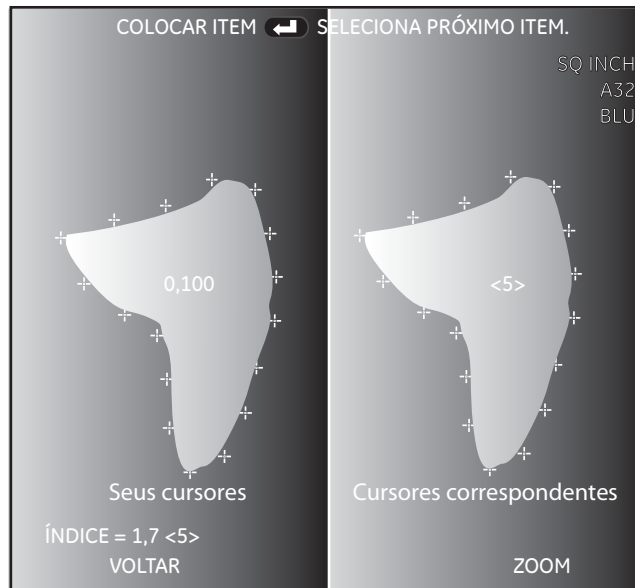 COLOCAR ITEM SELECIONA PRÓXIMO ITEM.
SQ INCH
A32
BLU
0,100
<5>
Seus cursores
Cursores correspondentes
ÍNDICE = 1,7 <5>
VOLTAR
ZOOM